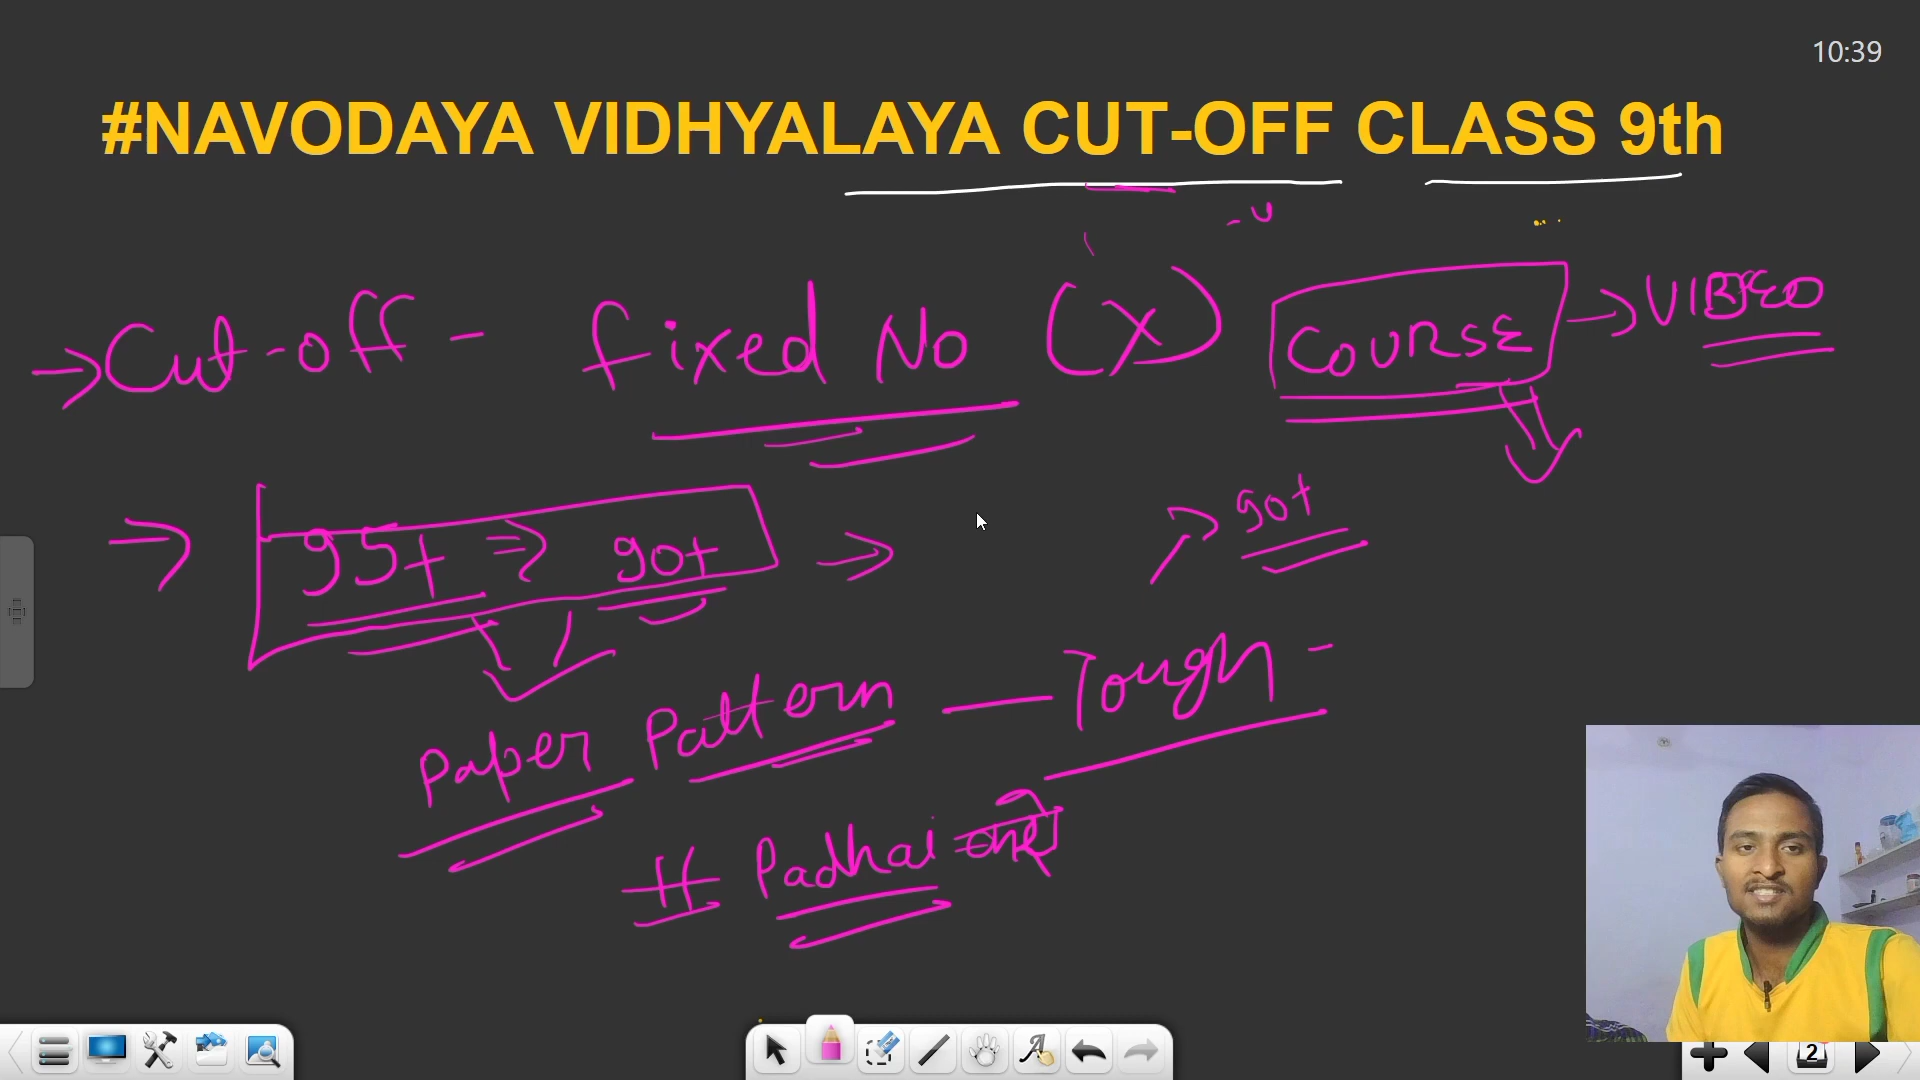 10:39
#NAVODAYA VIDHYALAYA CUT-OFF CLASS 9th
→ Cut-off - fixed No (X) COURSE → VIDEO
→ 95+ ⇒ 90+ → 90+
Paper Pattern — Tough -
# Padhai
2